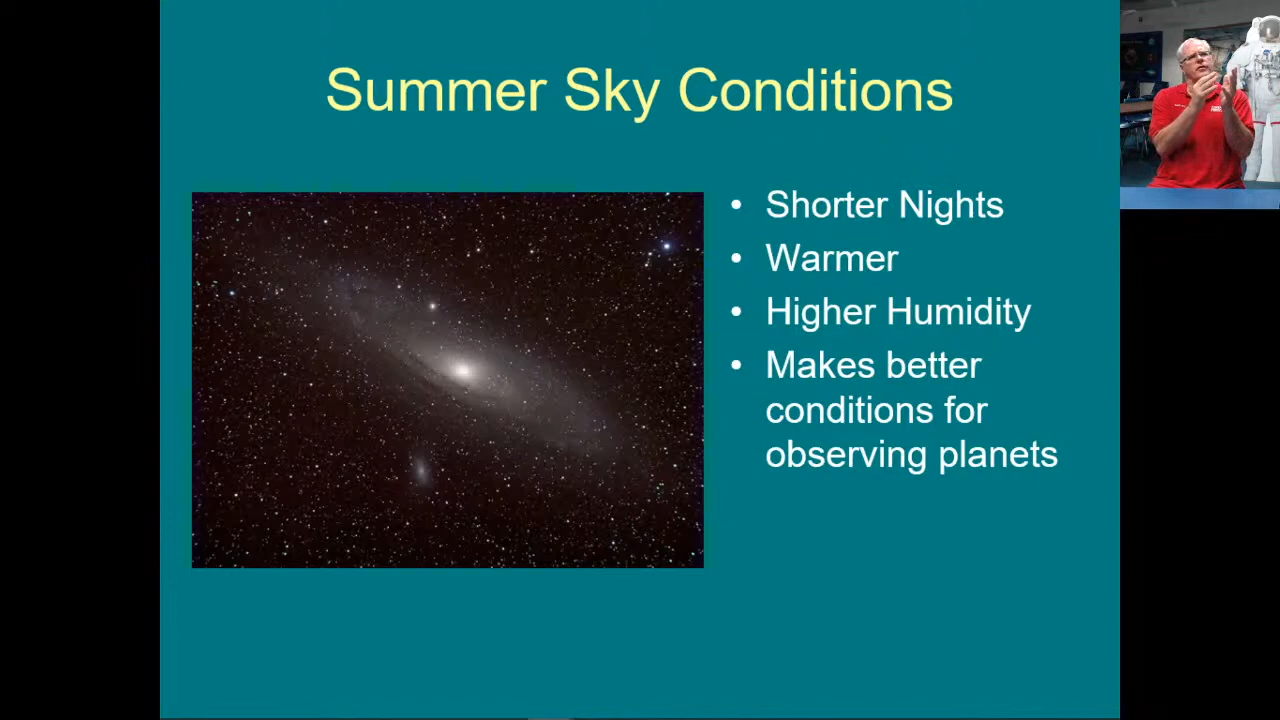 Summer Sky Conditions
• Shorter Nights
• Warmer
• Higher Humidity
• Makes better
conditions for
observing planets